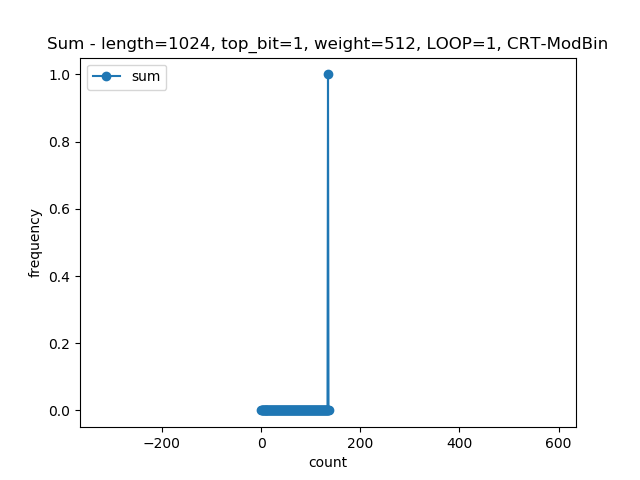 Sum - length=1024, top_bit=1, weight=512, LOOP=1, CRT-ModBin
sum
1.0
0.8
0.6
0.4
0.2
0.0
frequency
−200
0
200
400
600
count